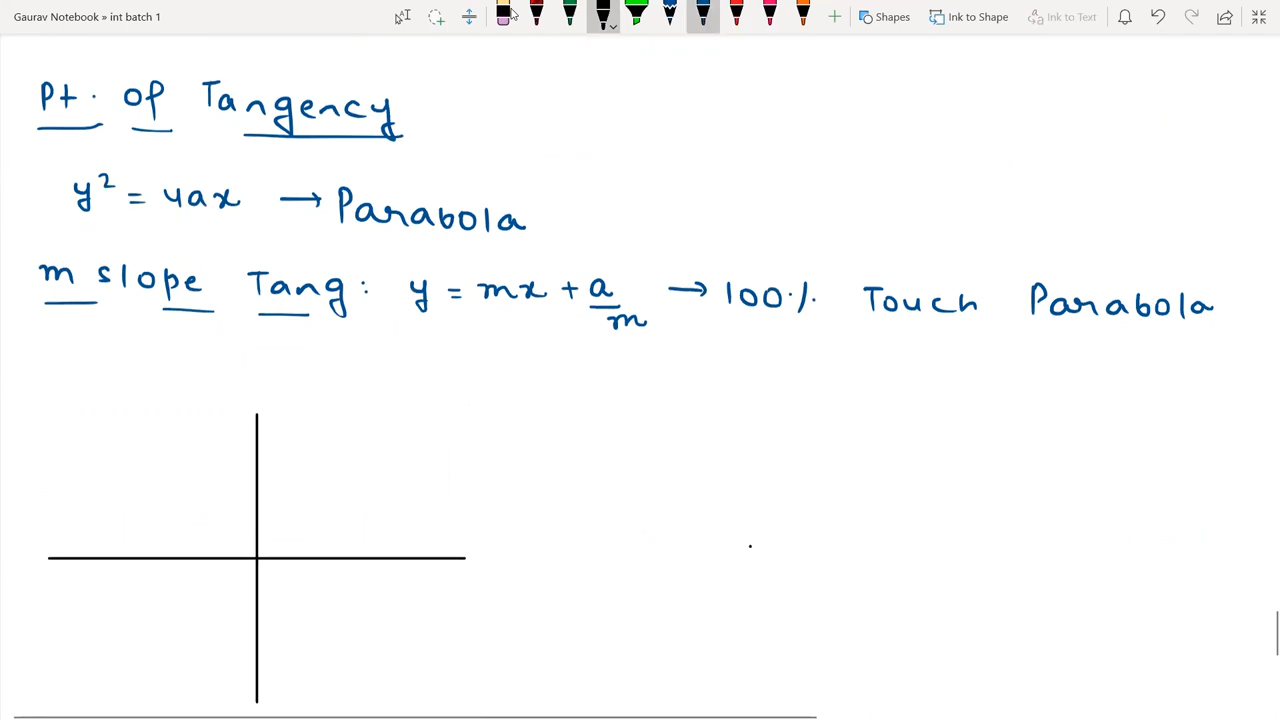 Gaurav Notebook » int batch 1
Shapes
Ink to Shape
Ink to Text
Pt. of Tangency
y² = 4ax → Parabola
m slope Tang: y = mx + a/m → 100% Touch Parabola